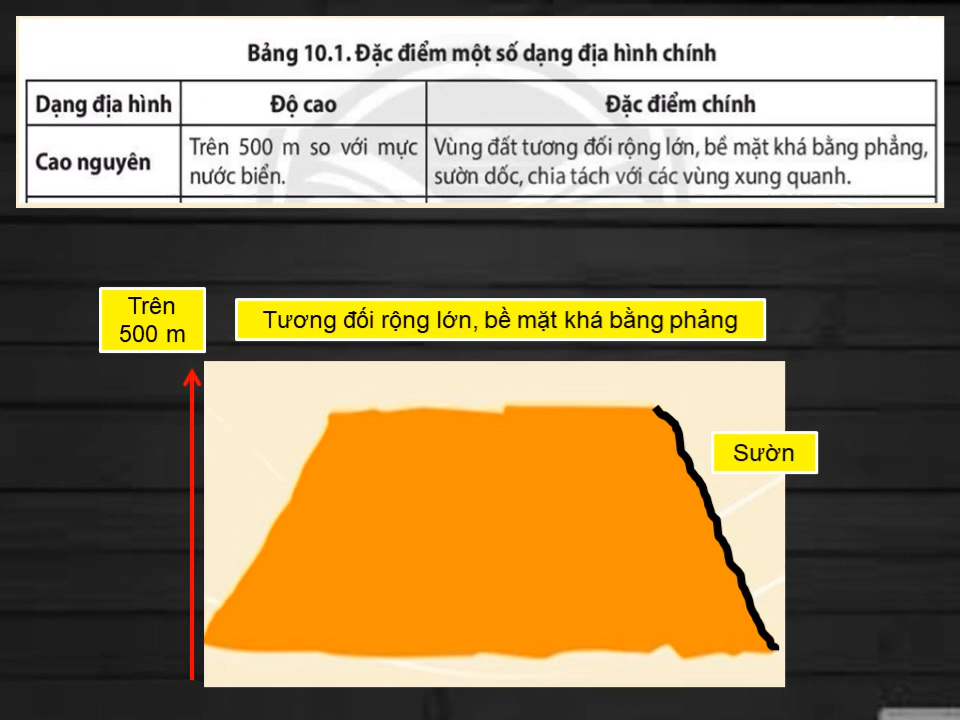 Bảng 10.1. Đặc điểm một số dạng địa hình chính
Dạng địa hình Độ cao Đặc điểm chính
Cao nguyên
Trên 500 m so với mực
nước biển.
Vùng đất tương đối rộng lớn, bề mặt khá bằng phẳng,
sườn dốc, chia tách với các vùng xung quanh.
Trên
500 m
Tương đối rộng lớn, bề mặt khá bằng phảng
Sườn